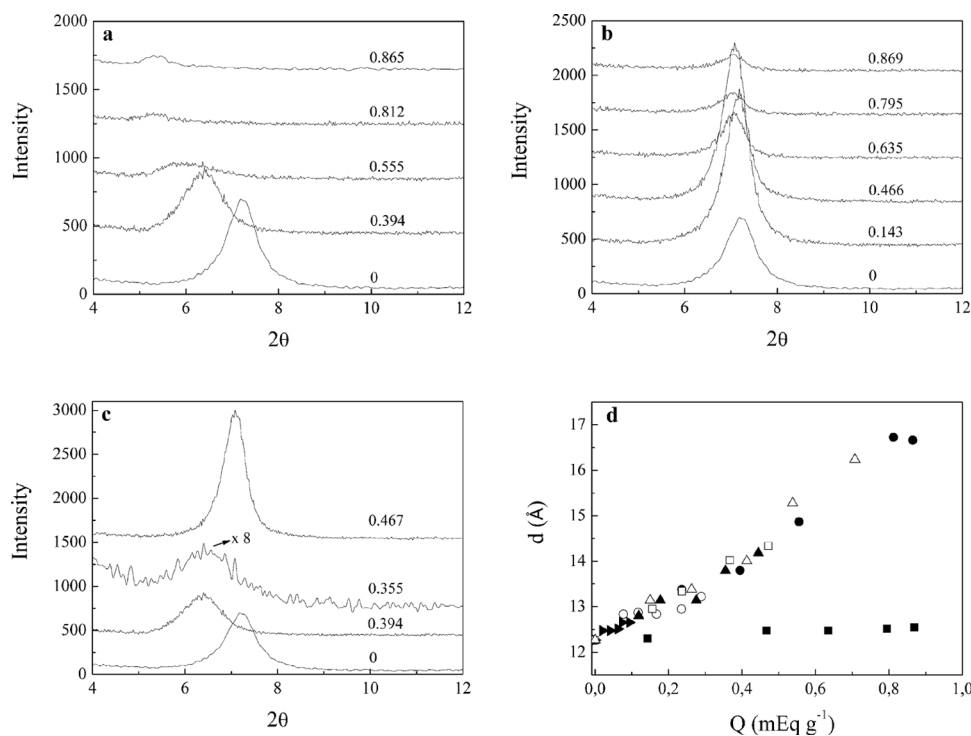 a
2000
1500
1000
500
0
Intensity
0.865
0.812
0.555
0.394
0
4 6 8 10 12
2θ
b
2500
2000
1500
1000
500
0
Intensity
0.869
0.795
0.635
0.466
0.143
0
4 6 8 10 12
2θ
c
3000
2500
2000
1500
1000
500
0
Intensity
0.467
x 8
0.355
0.394
0
4 6 8 10 12
2θ
d
17
16
15
14
13
12
d (Å)
0,0 0,2 0,4 0,6 0,8 1,0
Q (mEq g⁻¹)